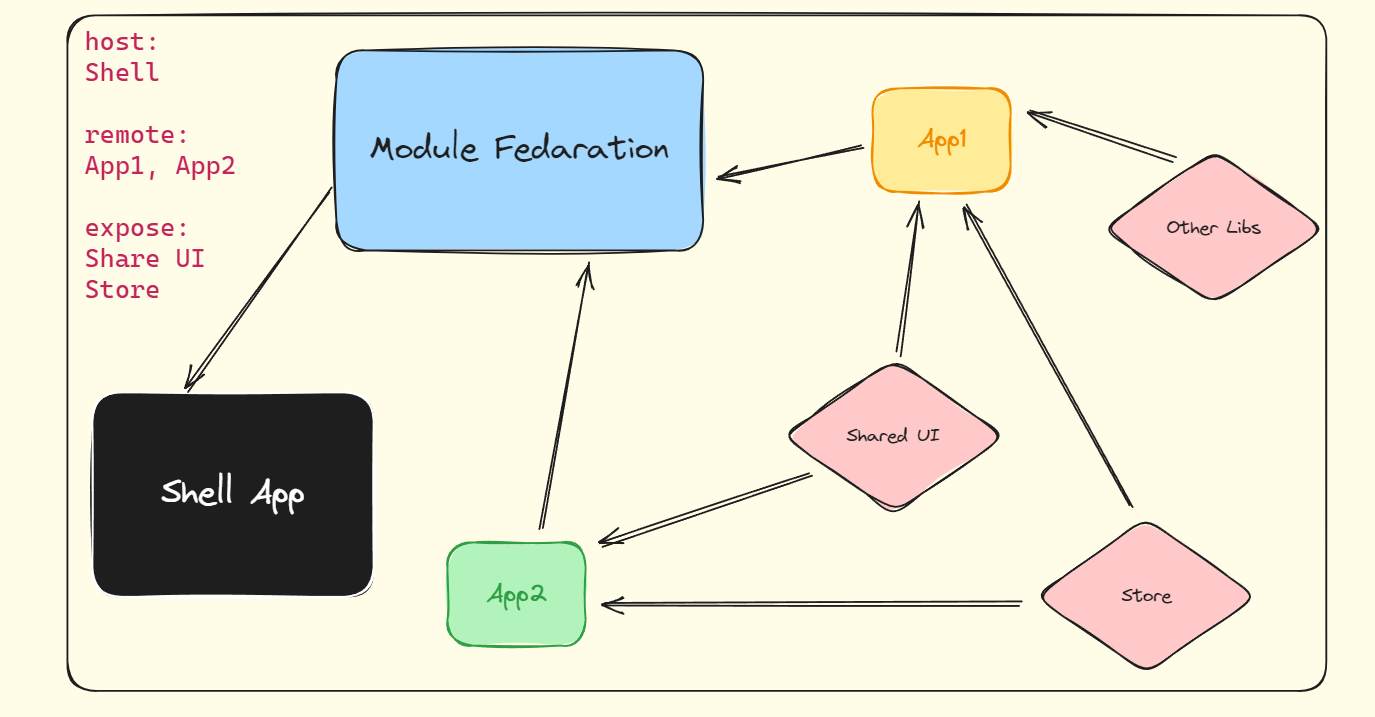 host:
Shell
remote:
App1, App2
expose:
Share UI
Store
Module Fedaration
App1
Other Libs
Shared UI
Shell App
App2
Store